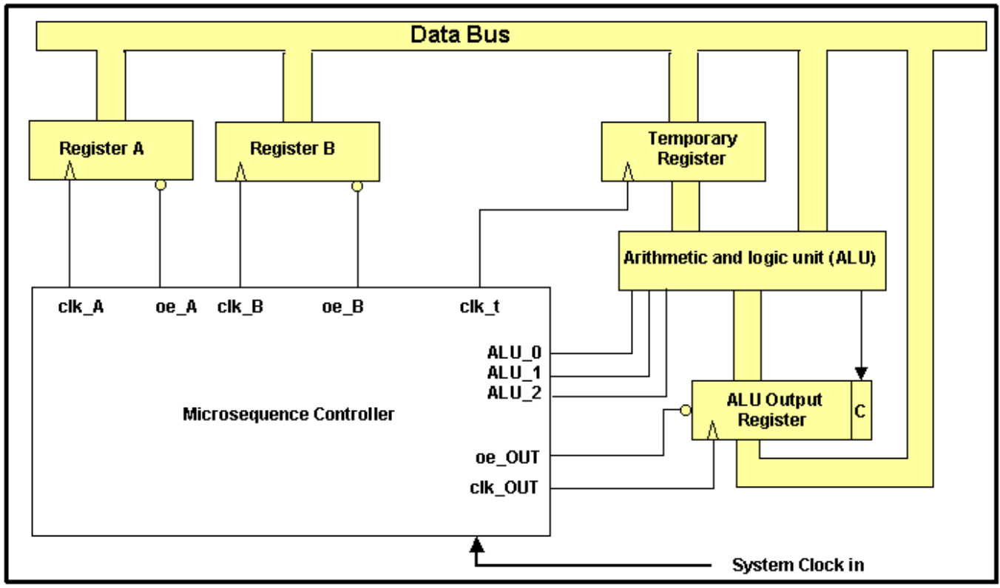 Data Bus
Register A
Register B
Temporary
Register
Arithmetic and logic unit (ALU)
clk_A
oe_A
clk_B
oe_B
clk_t
ALU_0
ALU_1
ALU_2
Microsequence Controller
ALU Output
Register
C
oe_OUT
clk_OUT
System Clock in